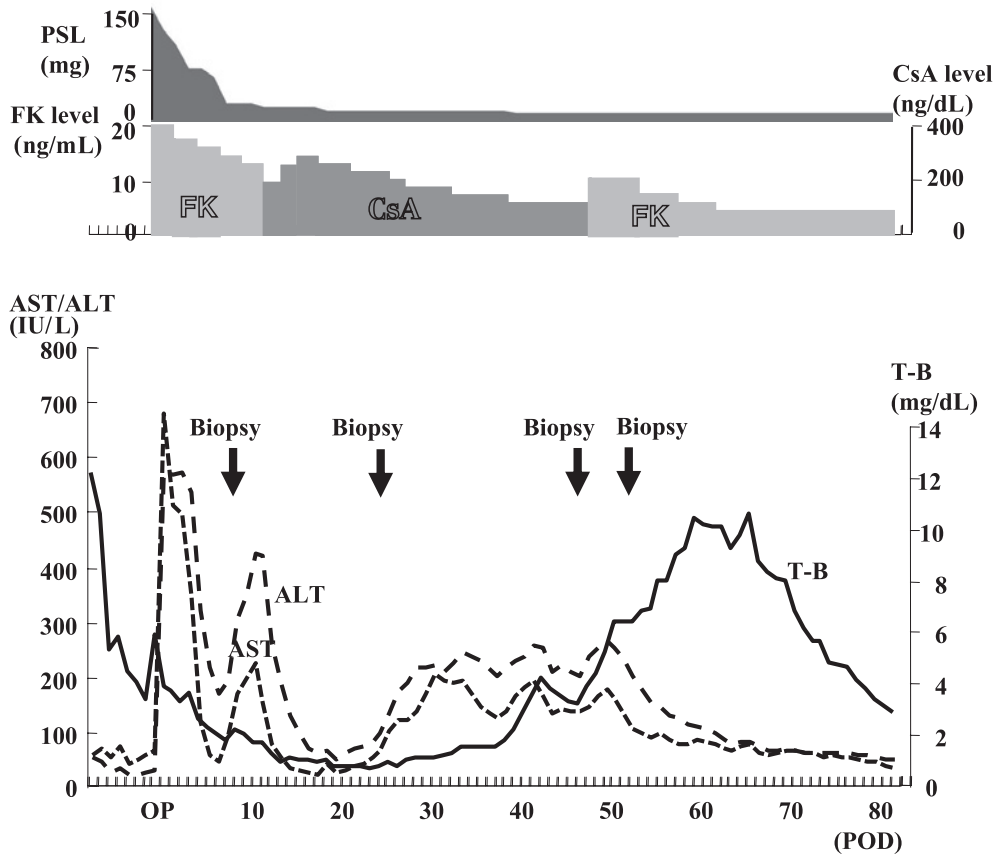 150
PSL
(mg)
75
0
CsA level
(ng/dL)
FK level
(ng/mL)
20
10
0
400
200
0
FK
CsA
FK
AST/ALT
(IU/L)
800
700
600
500
400
300
200
100
0
T-B
(mg/dL)
14
12
10
8
6
4
2
0
Biopsy
Biopsy
Biopsy
Biopsy
ALT
AST
T-B
OP
10
20
30
40
50
60
70
80
(POD)